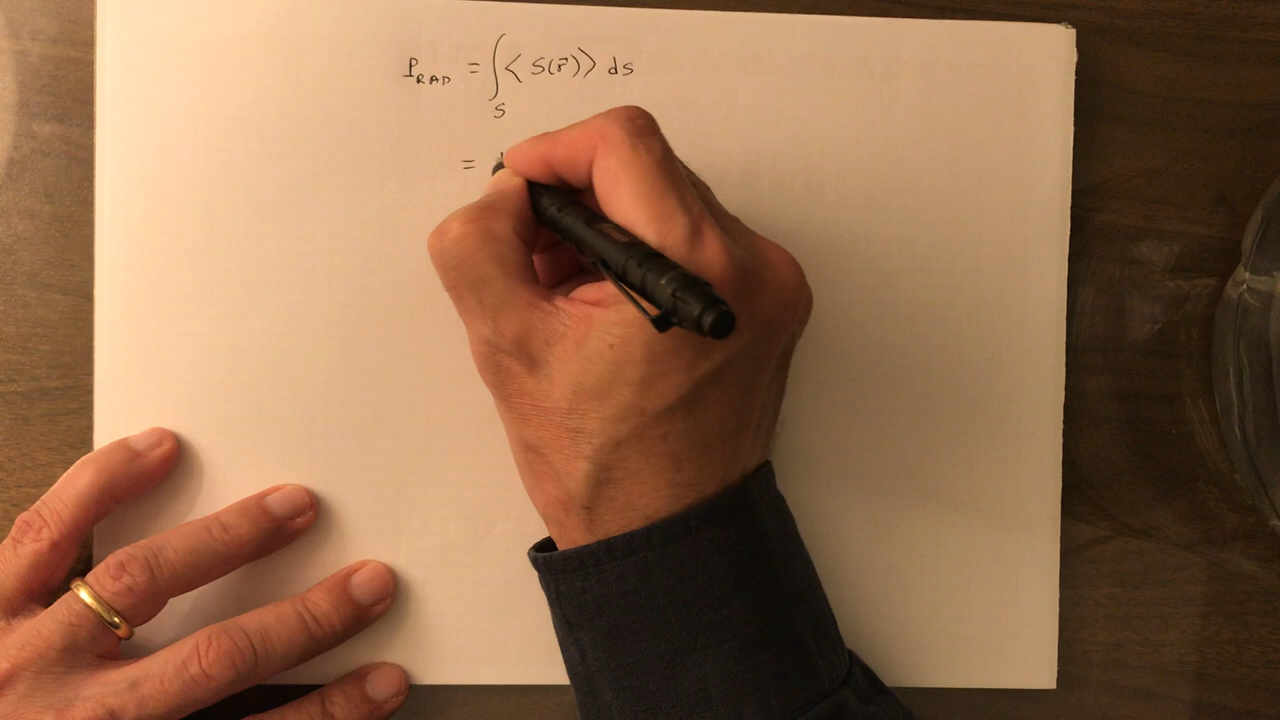 P_RAD = ∫_S ⟨ S(r⃗) ⟩ ds
=